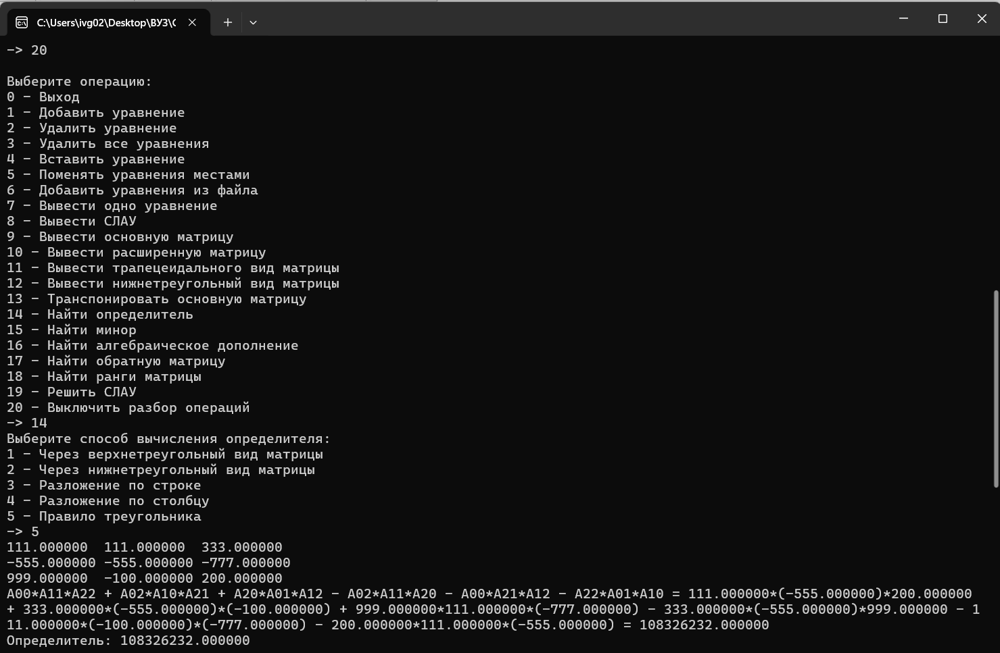 C:\Users\ivg02\Desktop\ВУЗ\C
-> 20
Выберите операцию:
0 - Выход
1 - Добавить уравнение
2 - Удалить уравнение
3 - Удалить все уравнения
4 - Вставить уравнение
5 - Поменять уравнения местами
6 - Добавить уравнения из файла
7 - Вывести одно уравнение
8 - Вывести СЛАУ
9 - Вывести основную матрицу
10 - Вывести расширенную матрицу
11 - Вывести трапецеидального вид матрицы
12 - Вывести нижнетреугольный вид матрицы
13 - Транспонировать основную матрицу
14 - Найти определитель
15 - Найти минор
16 - Найти алгебраическое дополнение
17 - Найти обратную матрицу
18 - Найти ранги матрицы
19 - Решить СЛАУ
20 - Выключить разбор операций
-> 14
Выберите способ вычисления определителя:
1 - Через верхнетреугольный вид матрицы
2 - Через нижнетреугольный вид матрицы
3 - Разложение по строке
4 - Разложение по столбцу
5 - Правило треугольника
-> 5
111.000000  111.000000  333.000000
-555.000000 -555.000000 -777.000000
999.000000  -100.000000 200.000000
A00*A11*A22 + A02*A10*A21 + A20*A01*A12 - A02*A11*A20 - A00*A21*A12 - A22*A01*A10 = 111.000000*(-555.000000)*200.000000
+ 333.000000*(-555.000000)*(-100.000000) + 999.000000*111.000000*(-777.000000) - 333.000000*(-555.000000)*999.000000 - 1
11.000000*(-100.000000)*(-777.000000) - 200.000000*111.000000*(-555.000000) = 108326232.000000
Определитель: 108326232.000000